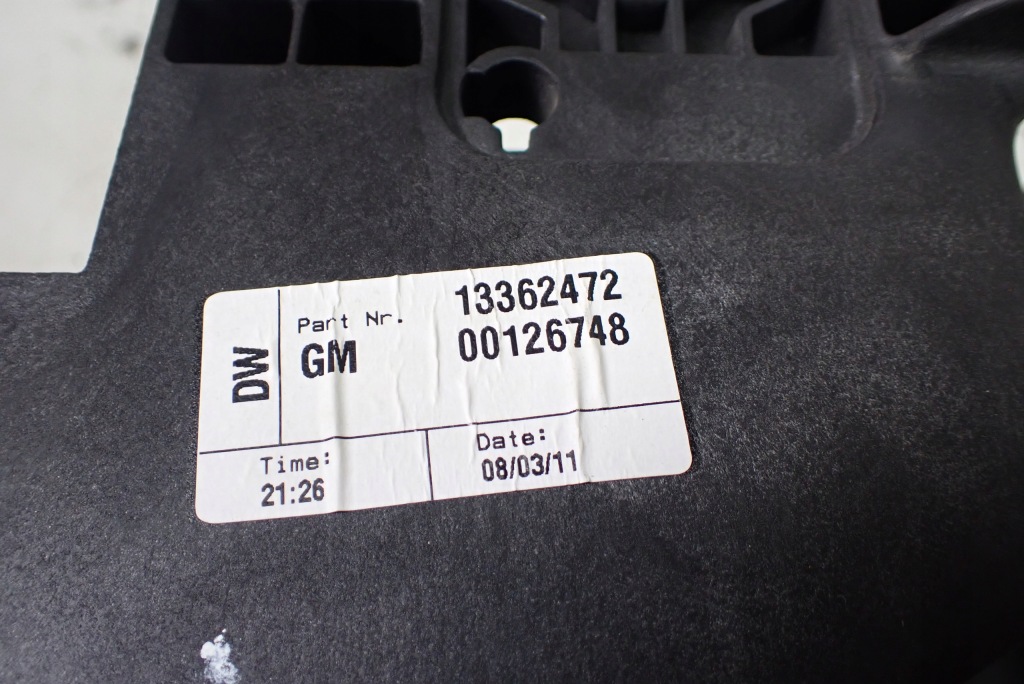 DW
Part Nr. 13362472
GM 00126748
Time:
21:26
Date:
08/03/11